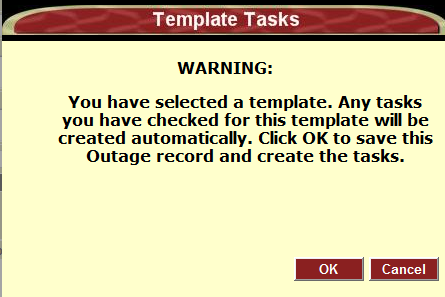 Template Tasks
WARNING:
You have selected a template. Any tasks
you have checked for this template will be
created automatically. Click OK to save this
Outage record and create the tasks.
OK Cancel